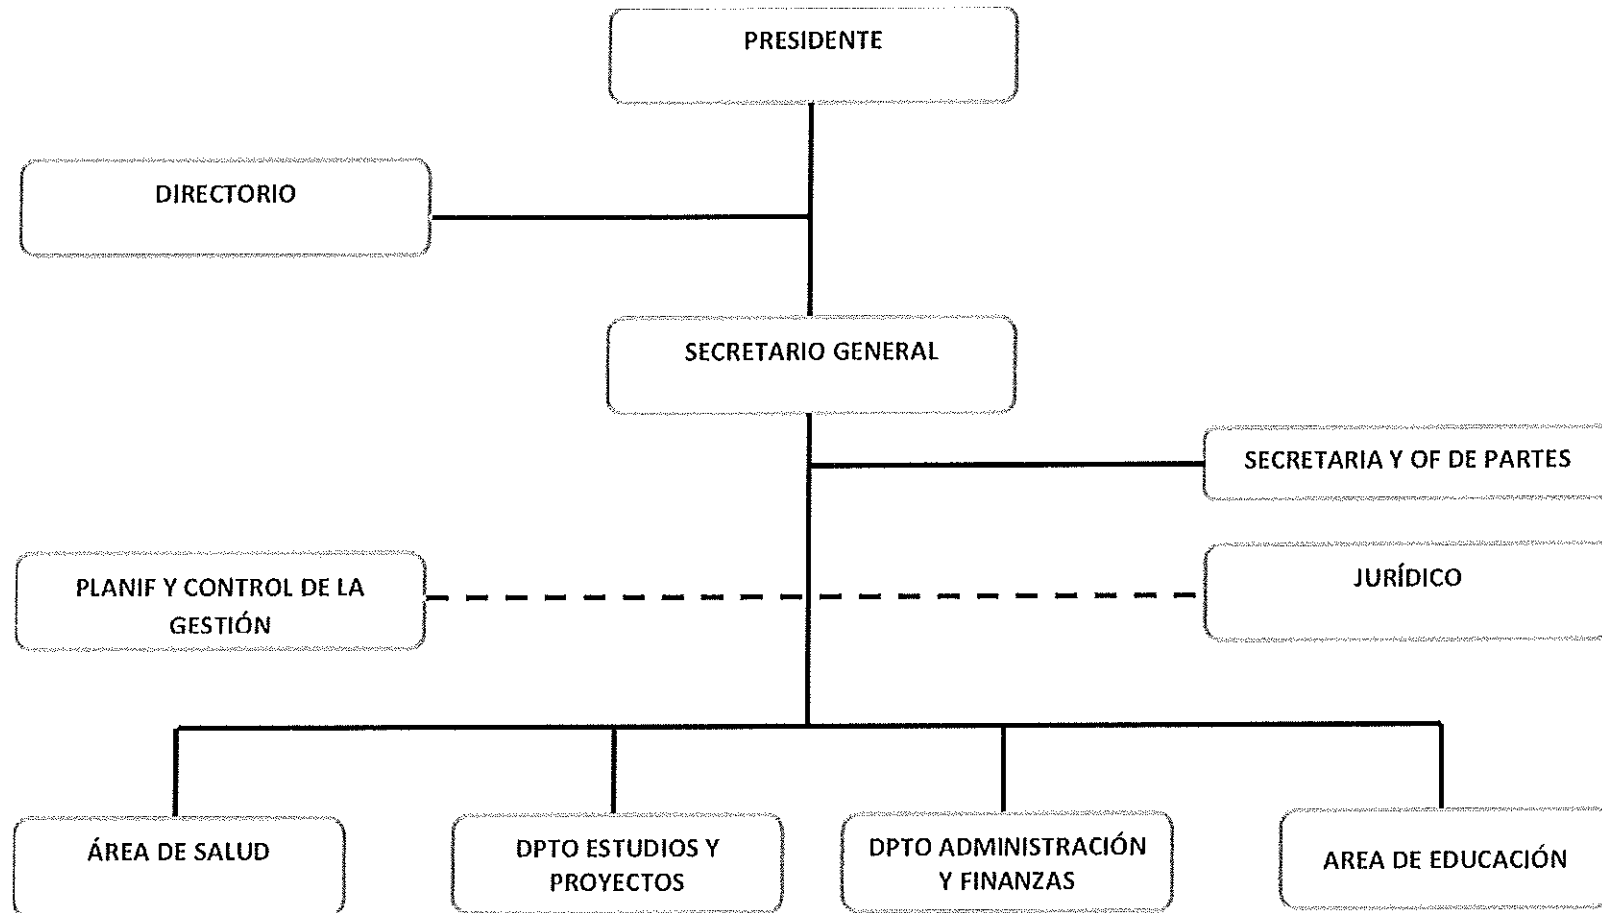 PRESIDENTE
DIRECTORIO
SECRETARIO GENERAL
SECRETARIA Y OF DE PARTES
PLANIF Y CONTROL DE LA
GESTIÓN
JURÍDICO
ÁREA DE SALUD
DPTO ESTUDIOS Y
PROYECTOS
DPTO ADMINISTRACIÓN
Y FINANZAS
AREA DE EDUCACIÓN